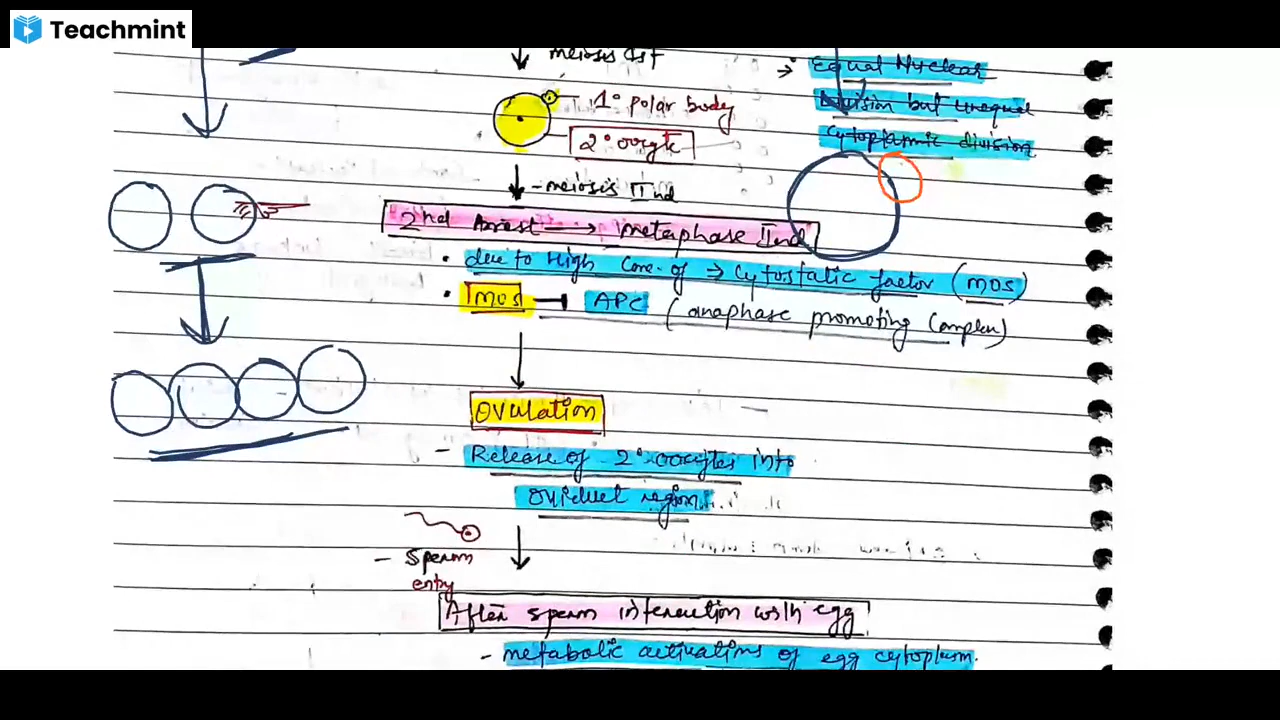 Teachmint
meiosis Ist
→ Equal Nuclear
Division but unequal
Cytoplasmic division
1° polar body
2° oocyte
- meiosis IInd
2nd Arrest → Metaphase IInd
• due to High Conc. of → Cytostatic factor (MOS)
• MOS ⊣ APC (anaphase promoting Complex)
Ovulation
- Release of 2° oocytes into
Oviduct region.
- Sperm
entry
After sperm interaction with egg
- metabolic activations of egg cytoplasm.